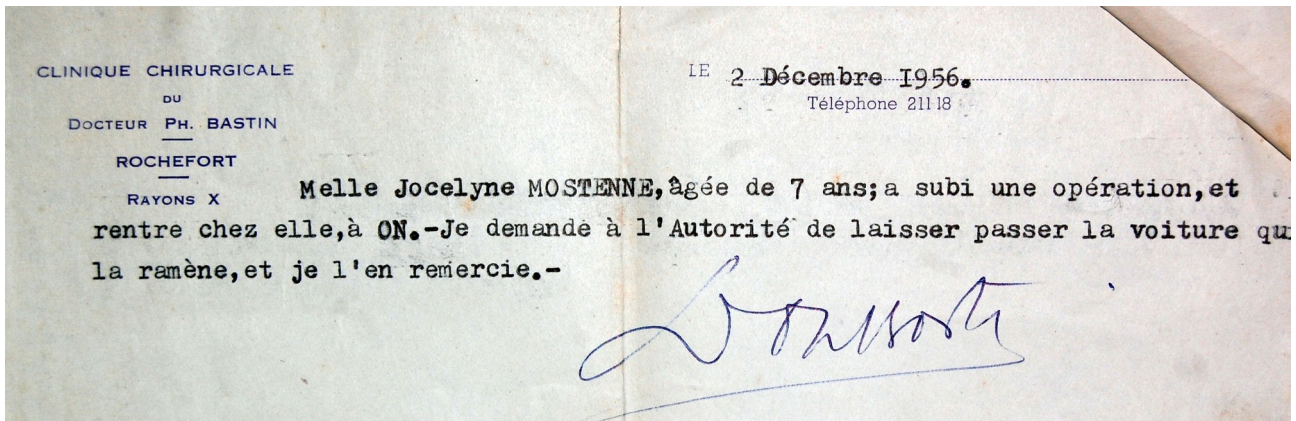 CLINIQUE CHIRURGICALE
DU
DOCTEUR PH. BASTIN
ROCHEFORT
RAYONS X
LE 2 Décembre 1956.
Téléphone 211 18
Melle Jocelyne MOSTENNE,âgée de 7 ans;a subi une opération,et
rentre chez elle,à ON.-Je demande à l'Autorité de laisser passer la voiture qui
la ramène,et je l'en remercie.-